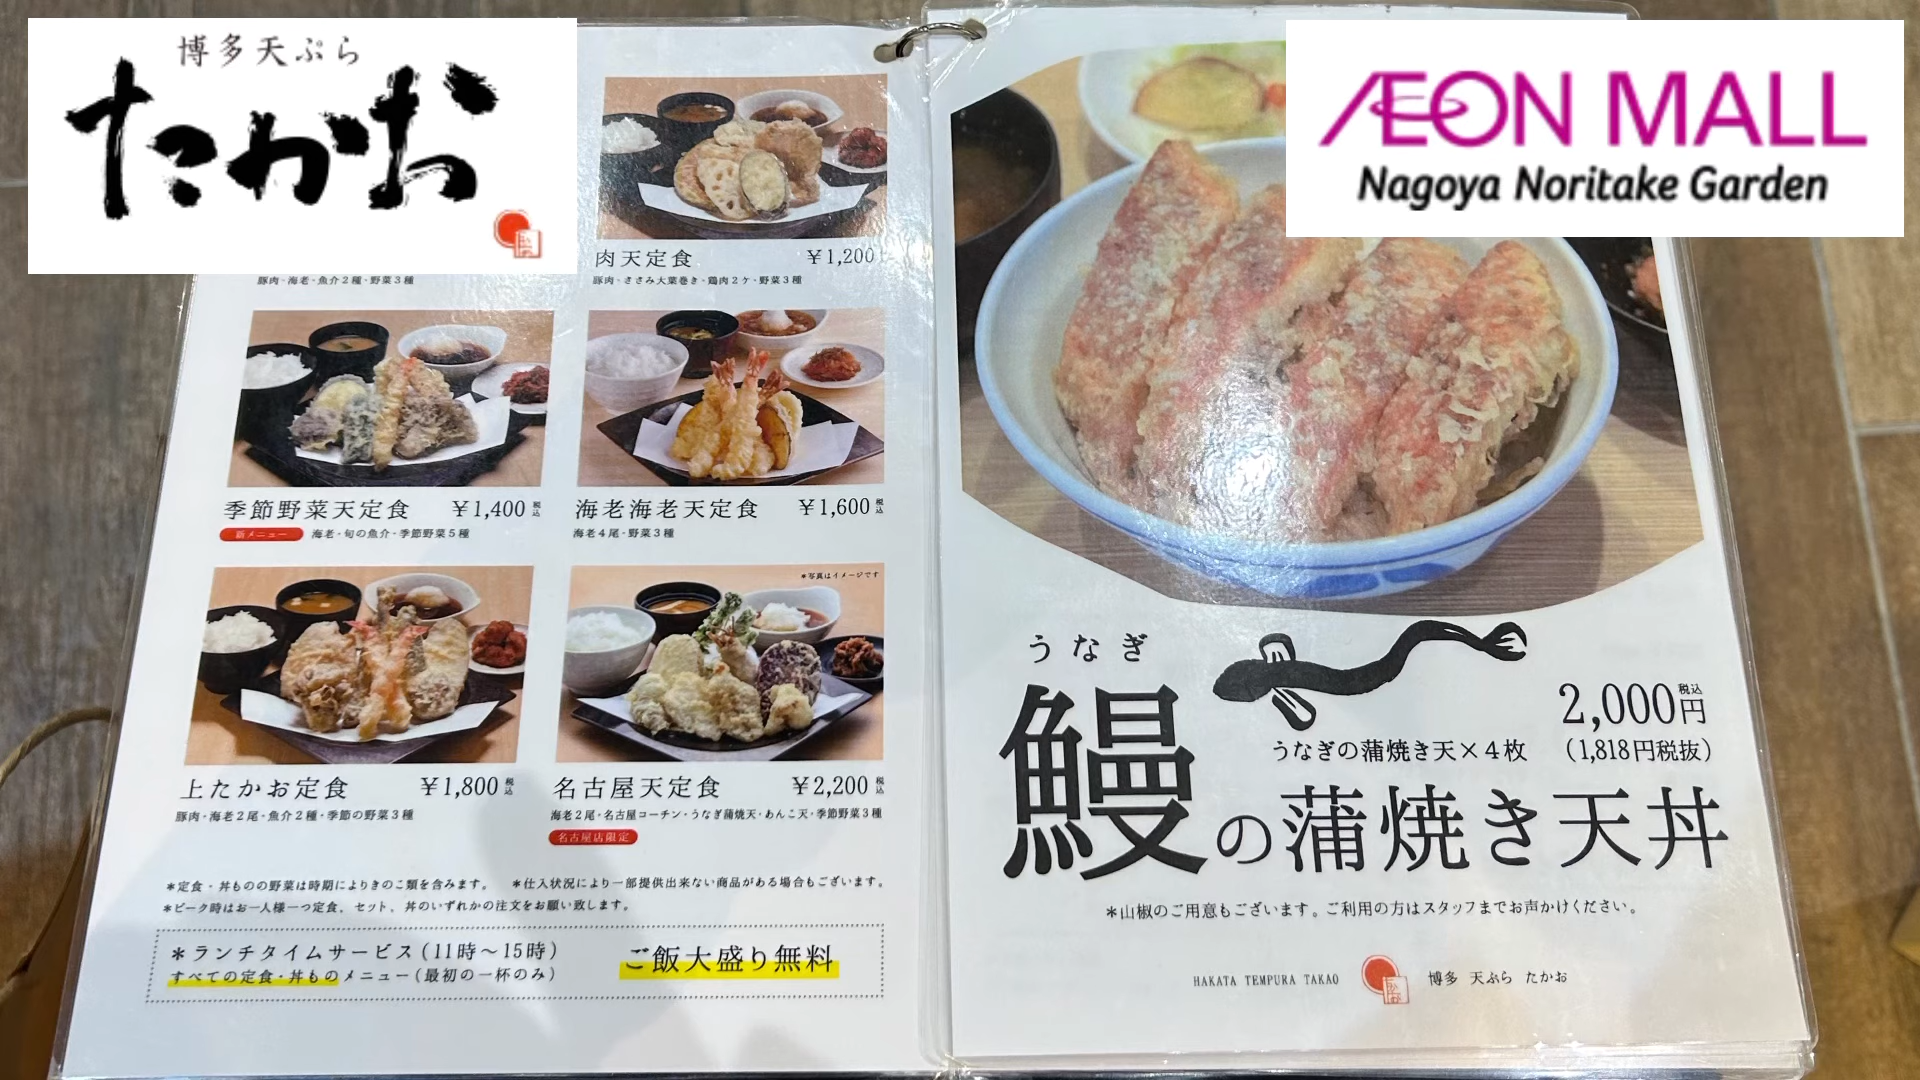 博多天ぷら
たかお
ÆON MALL
Nagoya Noritake Garden
豚肉・海老・魚介2種・野菜3種
肉天定食 ¥1,200
豚肉・ささみ大葉巻き・鶏肉2ケ・野菜3種
季節野菜天定食 ¥1,400 税込
新メニュー 海老・旬の魚介・季節野菜5種
海老海老天定食 ¥1,600 税込
海老4尾・野菜3種
上たかお定食 ¥1,800 税込
豚肉・海老2尾・魚介2種・季節の野菜3種
*写真はイメージです
名古屋天定食 ¥2,200 税込
海老2尾・名古屋コーチン・うなぎ蒲焼天・あんこ天・季節野菜3種
名古屋店限定
*定食・丼ものの野菜は時期によりきのこ類を含みます。 *仕入状況により一部提供出来ない商品がある場合もございます。
*ピーク時はお一人様一つ定食、セット、丼のいずれかの注文をお願い致します。
*ランチタイムサービス(11時〜15時)
すべての定食・丼ものメニュー(最初の一杯のみ)
ご飯大盛り無料
うなぎ
鰻の蒲焼き天丼
2,000円 税込
うなぎの蒲焼き天×4枚 (1,818円税抜)
*山椒のご用意もございます。ご利用の方はスタッフまでお声かけください。
HAKATA TEMPURA TAKAO 博多 天ぷら たかお